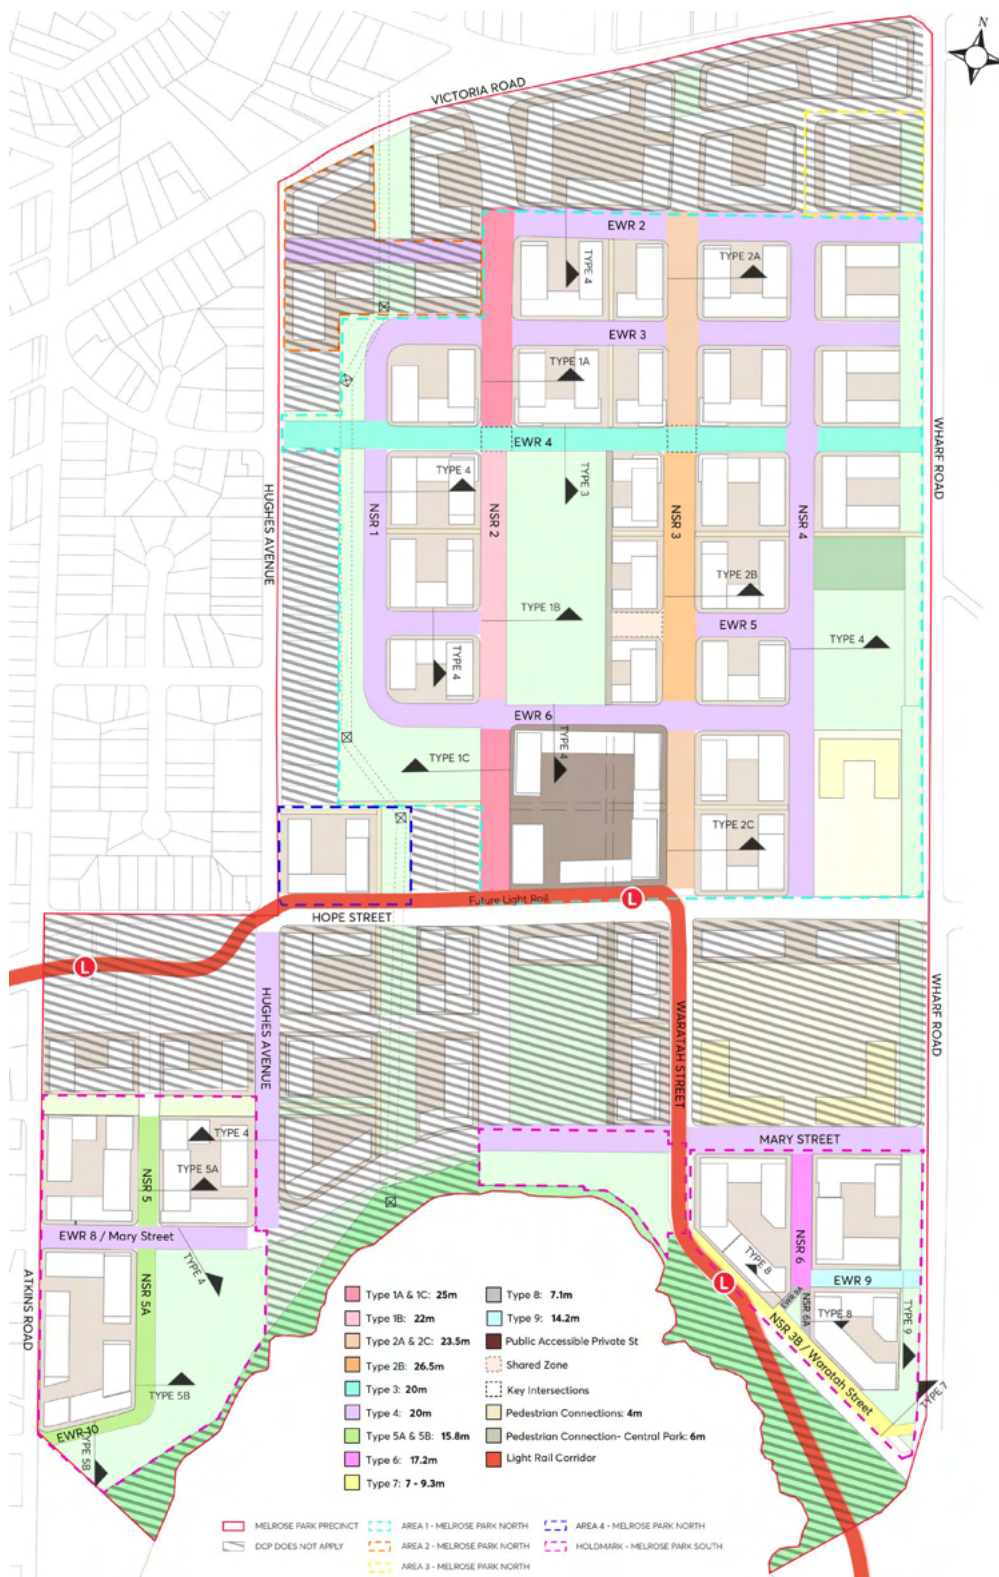 N
VICTORIA ROAD
EWR 2
TYPE 4
TYPE 2A
EWR 3
TYPE 1A
EWR 4
TYPE 4
TYPE 3
HUGHES AVENUE
NSR 1
NSR 2
NSR 3
NSR 4
WHARF ROAD
TYPE 2B
TYPE 1B
EWR 5
TYPE 4
TYPE 4
EWR 6
TYPE 1C
TYPE 4
TYPE 2C
Future Light Rail
L
HOPE STREET
L
HUGHES AVENUE
WARATAH STREET
WHARF ROAD
TYPE 4
MARY STREET
NSR 5
TYPE 5A
EWR 8 / Mary Street
TYPE 4
NSR 6
TYPE 8
EWR 9
EWR 9A
NSR 6A
TYPE 8
TYPE 9
L
ATKINS ROAD
NSR 5A
NSR 3B / Waratah Street
TYPE 5B
TYPE 7
EWR 10
TYPE 5B
Type 1A & 1C: 25m
Type 1B: 22m
Type 2A & 2C: 23.5m
Type 2B: 26.5m
Type 3: 20m
Type 4: 20m
Type 5A & 5B: 15.8m
Type 6: 17.2m
Type 7: 7 - 9.3m
Type 8: 7.1m
Type 9: 14.2m
Public Accessible Private St
Shared Zone
Key Intersections
Pedestrian Connections: 4m
Pedestrian Connection- Central Park: 6m
Light Rail Corridor
MELROSE PARK PRECINCT
DCP DOES NOT APPLY
AREA 1 - MELROSE PARK NORTH
AREA 2 - MELROSE PARK NORTH
AREA 3 - MELROSE PARK NORTH
AREA 4 - MELROSE PARK NORTH
HOLDMARK - MELROSE PARK SOUTH